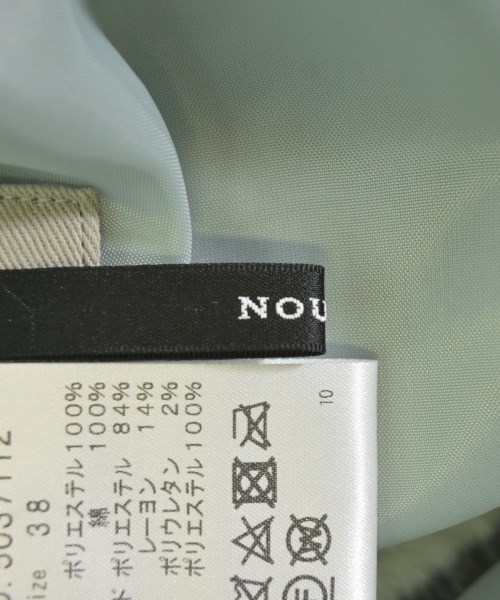 NOU
10
ポリエステル100%
綿 100%
ド ポリエステル 84%
レーヨン 14%
ポリウレタン 2%
ポリエステル100%
size 38